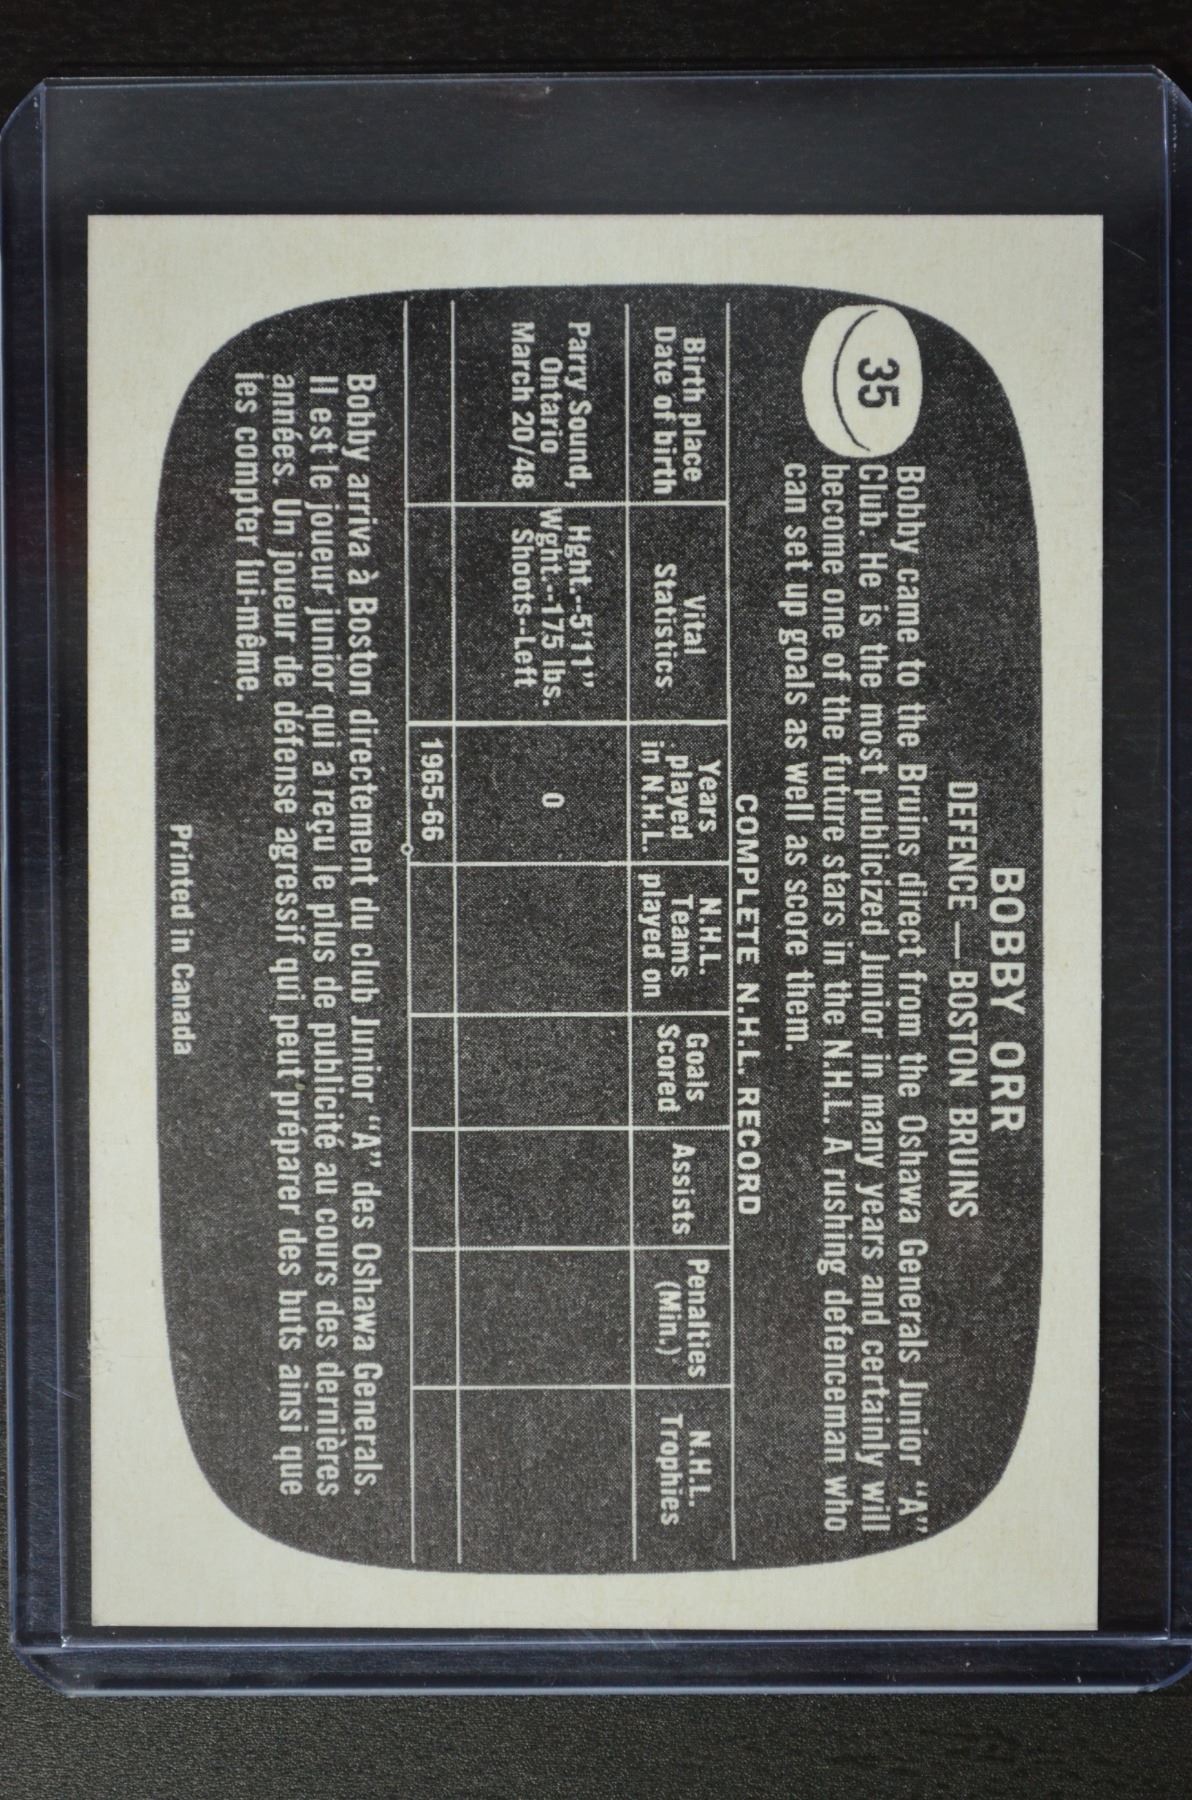 BOBBY ORR
DEFENCE — BOSTON BRUINS
35
Bobby came to the Bruins direct from the Oshawa Generals Junior "A"
Club. He is the most publicized Junior in many years and certainly will
become one of the future stars in the N.H.L. A rushing defenceman who
can set up goals as well as score them.
COMPLETE N.H.L. RECORD
Birth place
Date of birth
Vital
Statistics
Years
played
in N.H.L.
N.H.L.
Teams
played on
Goals
Scored
Assists
Penalties
(Min.)
N.H.L.
Trophies
Parry Sound,
Ontario
March 20/48
Hght.--5'11"
Wght.--175 lbs.
Shoots--Left
0
1965-66
Bobby arriva à Boston directement du club Junior "A" des Oshawa Generals.
Il est le joueur junior qui a reçu le plus de publicité au cours des dernières
années. Un joueur de défense agressif qui peut préparer des buts ainsi que
les compter lui-même.
Printed in Canada